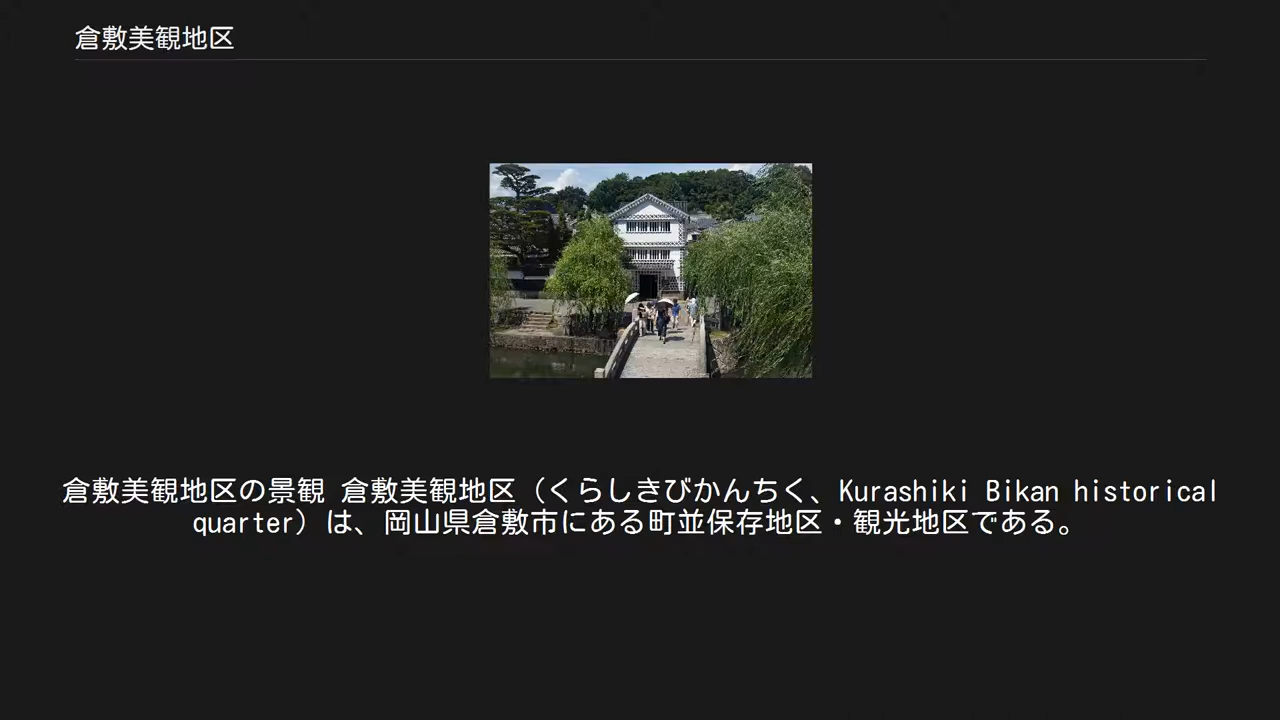 倉敷美観地区
倉敷美観地区の景観 倉敷美観地区（くらしきびかんちく、Kurashiki Bikan historical
quarter）は、岡山県倉敷市にある町並保存地区・観光地区である。